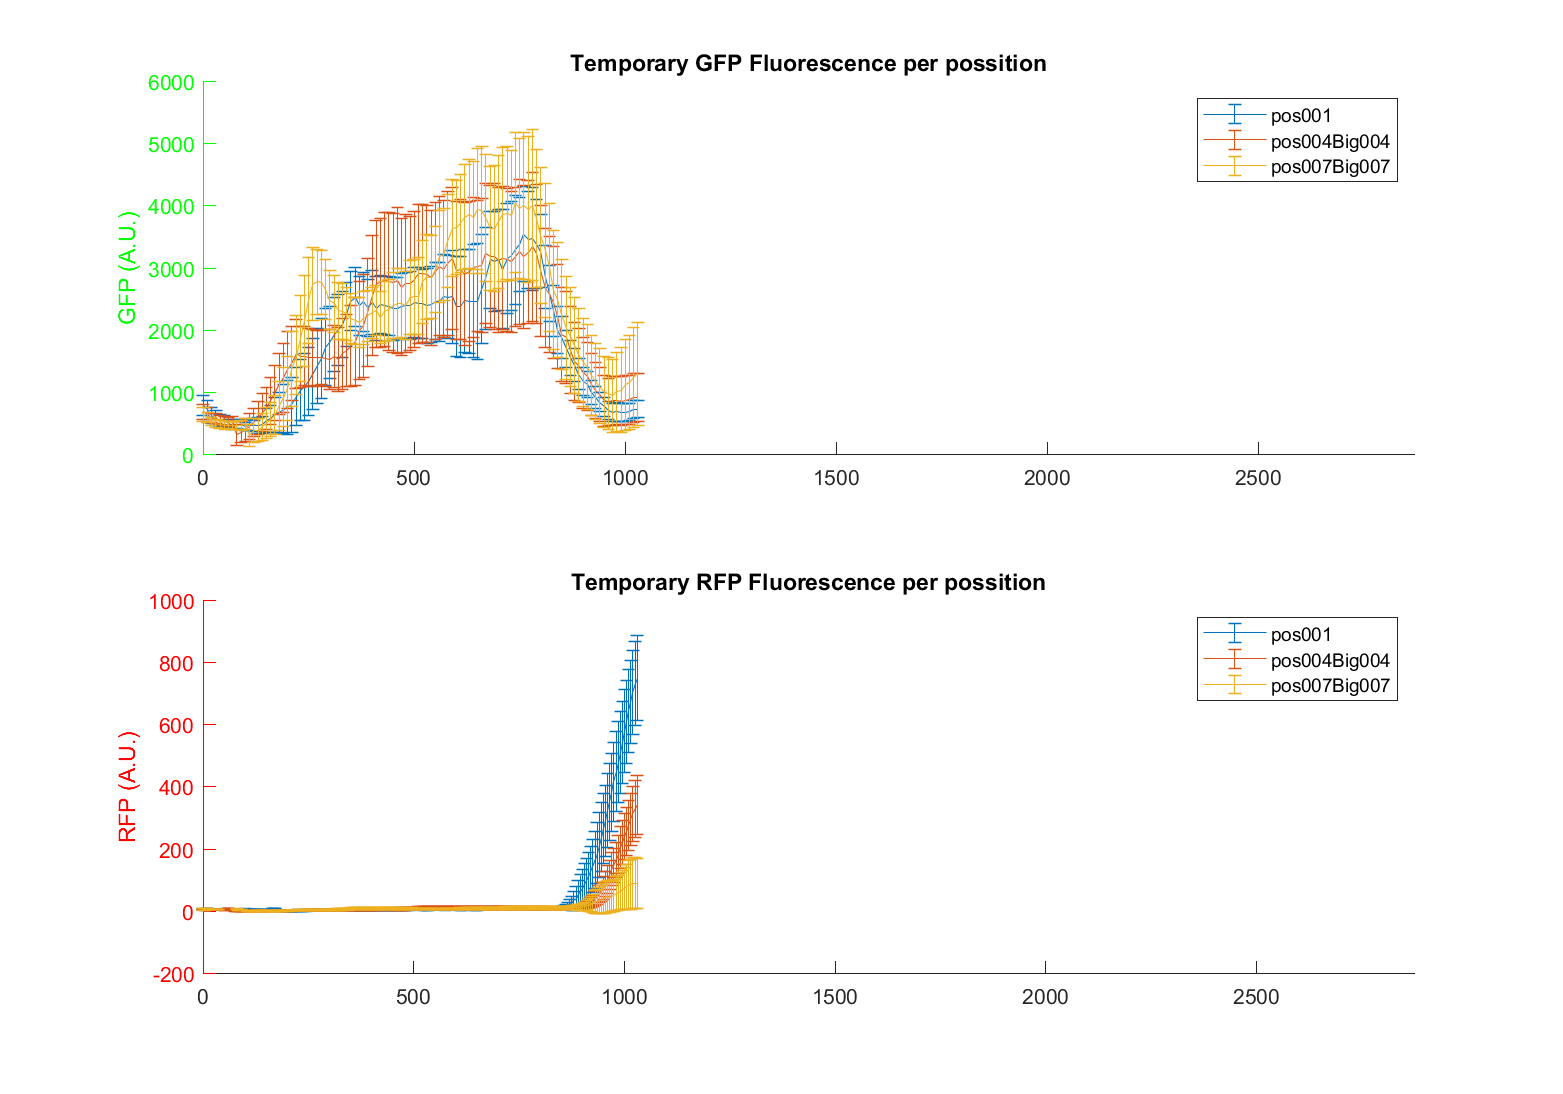 Temporary GFP Fluorescence per possition
6000
5000
4000
3000
2000
1000
0
GFP (A.U.)
0 500 1000 1500 2000 2500
pos001
pos004Big004
pos007Big007
Temporary RFP Fluorescence per possition
1000
800
600
400
200
0
-200
RFP (A.U.)
0 500 1000 1500 2000 2500
pos001
pos004Big004
pos007Big007